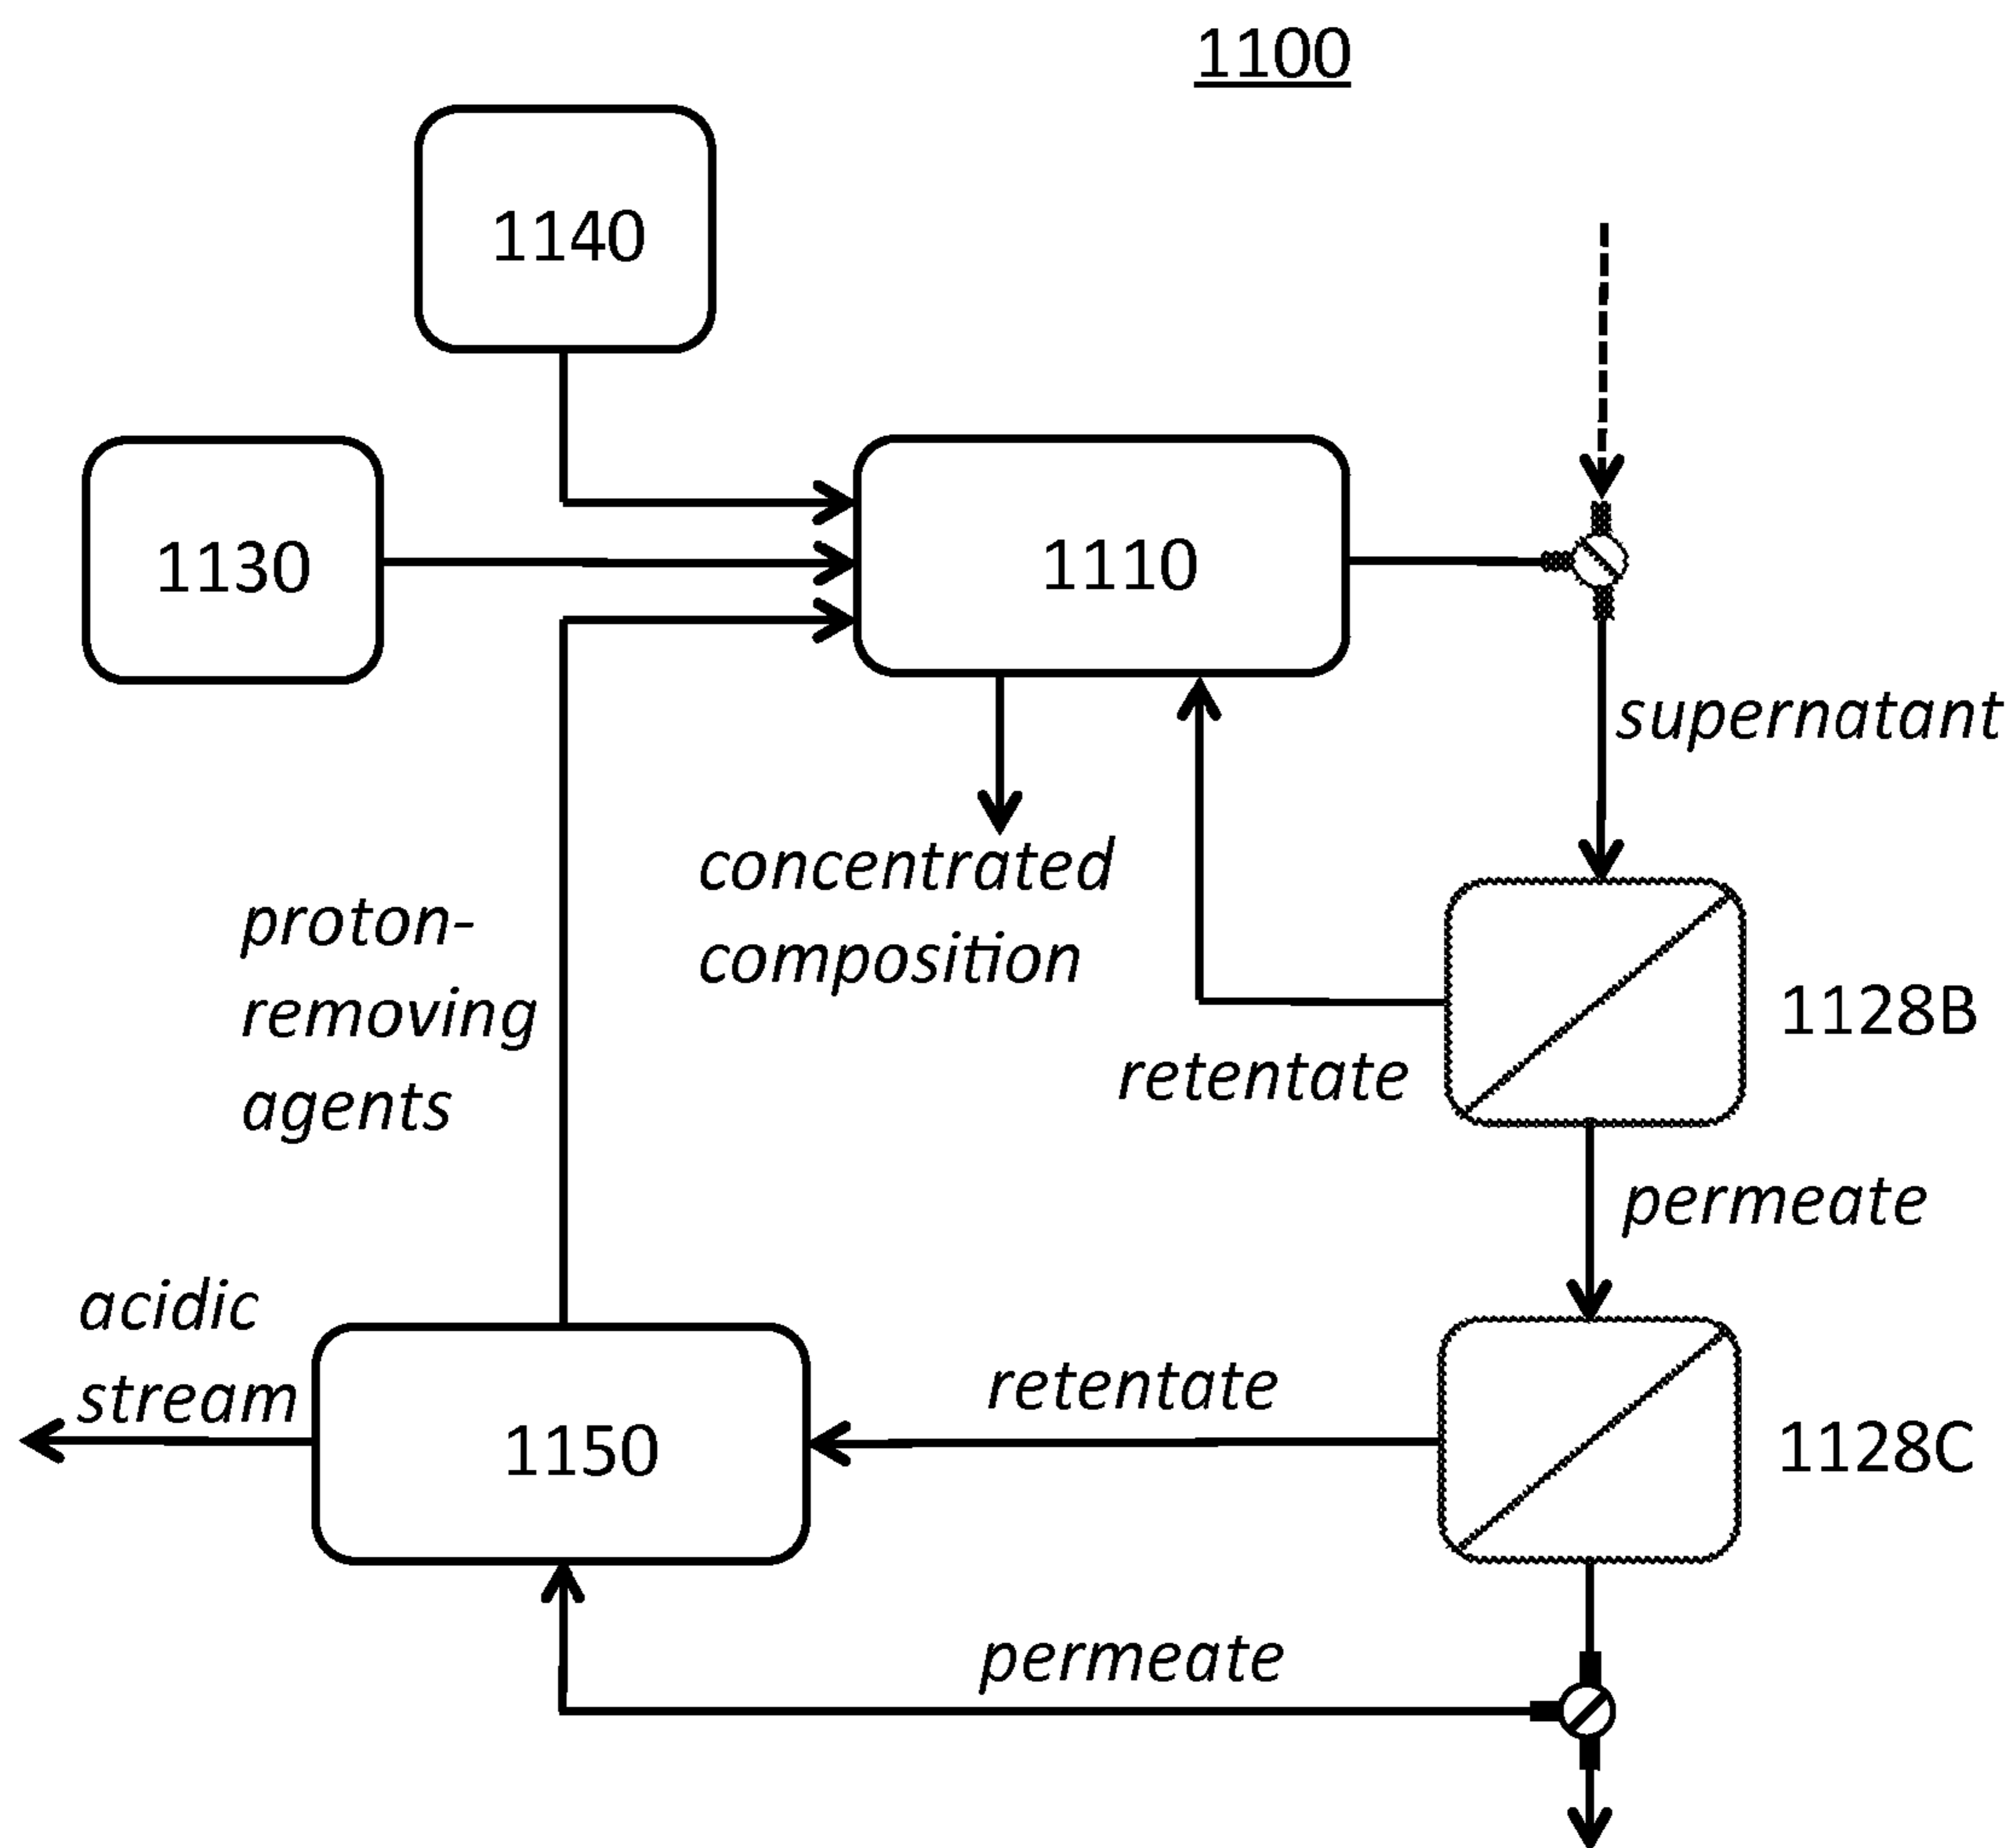 1100
1140
1130
1110
supernatant
concentrated
composition
proton-
removing
agents
1128B
retentate
permeate
acidic
stream
1150
retentate
1128C
permeate